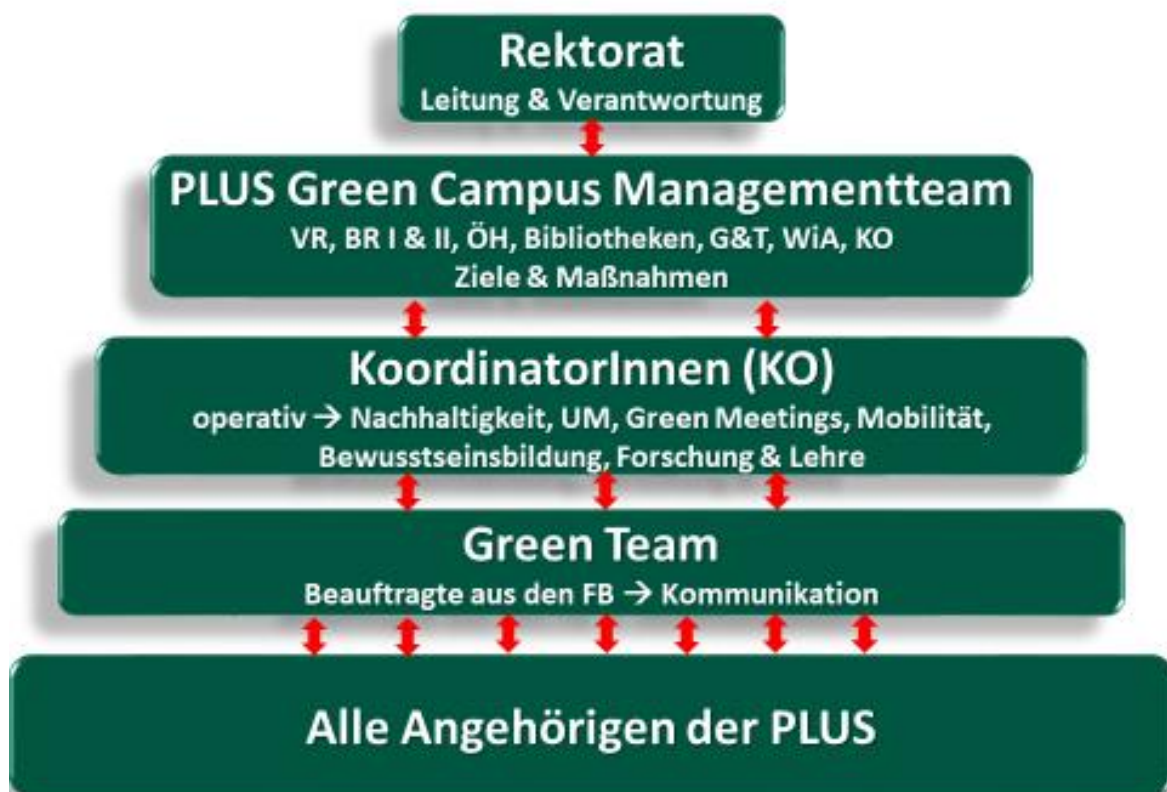 Rektorat
Leitung & Verantwortung
PLUS Green Campus Managementteam
VR, BR I & II, ÖH, Bibliotheken, G&T, WiA, KO
Ziele & Maßnahmen
KoordinatorInnen (KO)
operativ → Nachhaltigkeit, UM, Green Meetings, Mobilität,
Bewusstseinsbildung, Forschung & Lehre
Green Team
Beauftragte aus den FB → Kommunikation
Alle Angehörigen der PLUS